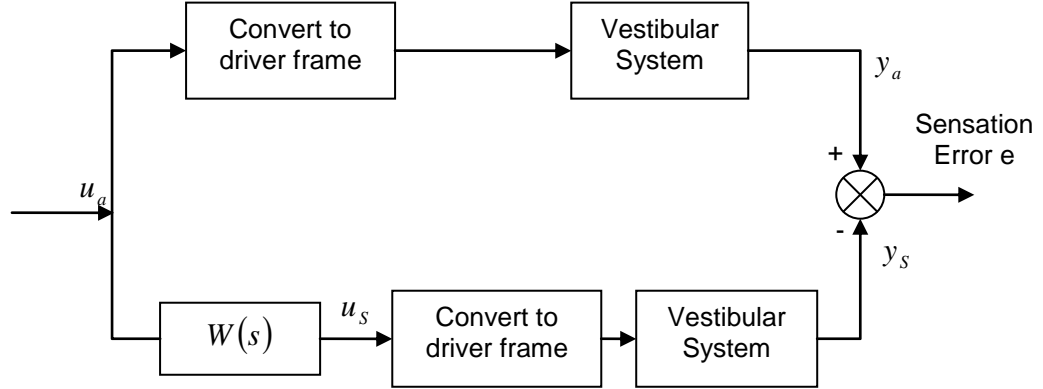 Convert to
driver frame
Vestibular
System
y_a
Sensation
Error e
+
u_a
-
y_S
W(s)
u_S
Convert to
driver frame
Vestibular
System